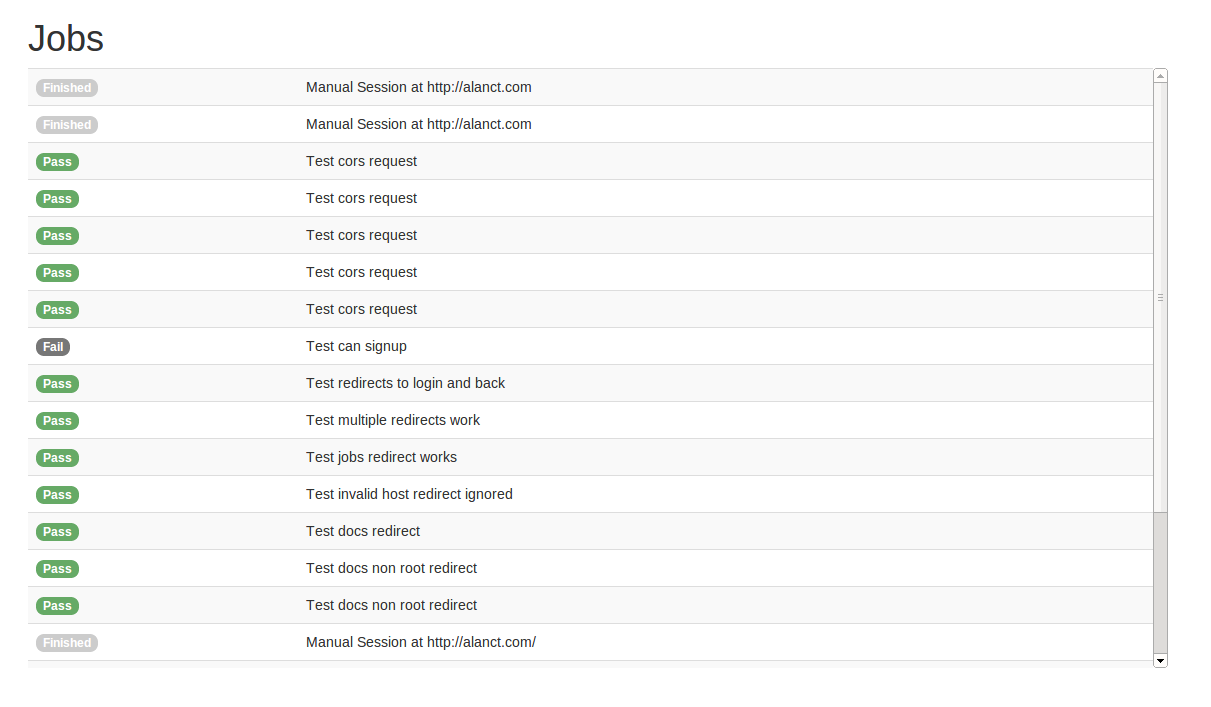 Jobs
Finished Manual Session at http://alanct.com
Finished Manual Session at http://alanct.com
Pass Test cors request
Pass Test cors request
Pass Test cors request
Pass Test cors request
Pass Test cors request
Fail Test can signup
Pass Test redirects to login and back
Pass Test multiple redirects work
Pass Test jobs redirect works
Pass Test invalid host redirect ignored
Pass Test docs redirect
Pass Test docs non root redirect
Pass Test docs non root redirect
Finished Manual Session at http://alanct.com/